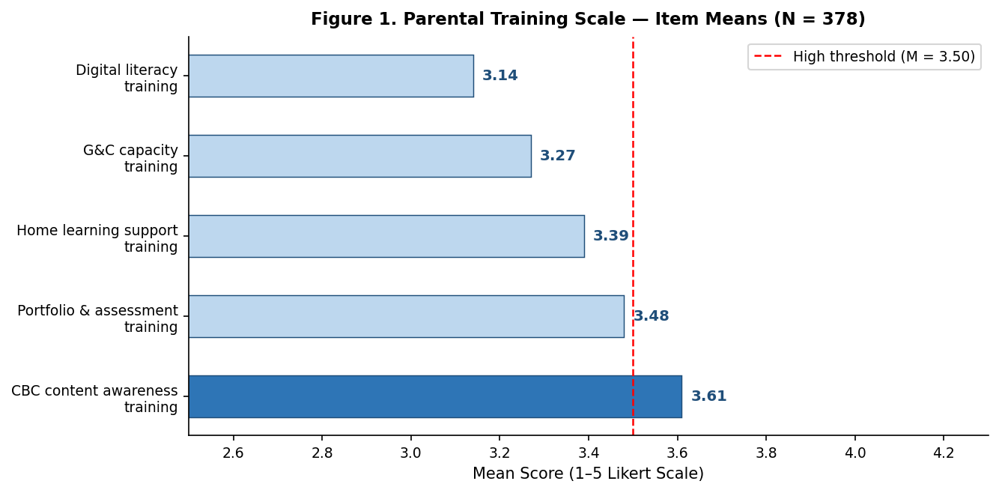 Figure 1. Parental Training Scale — Item Means (N = 378)
High threshold (M = 3.50)
Digital literacy
training
3.14
G&C capacity
training
3.27
Home learning support
training
3.39
Portfolio & assessment
training
3.48
CBC content awareness
training
3.61
2.6 2.8 3.0 3.2 3.4 3.6 3.8 4.0 4.2
Mean Score (1–5 Likert Scale)